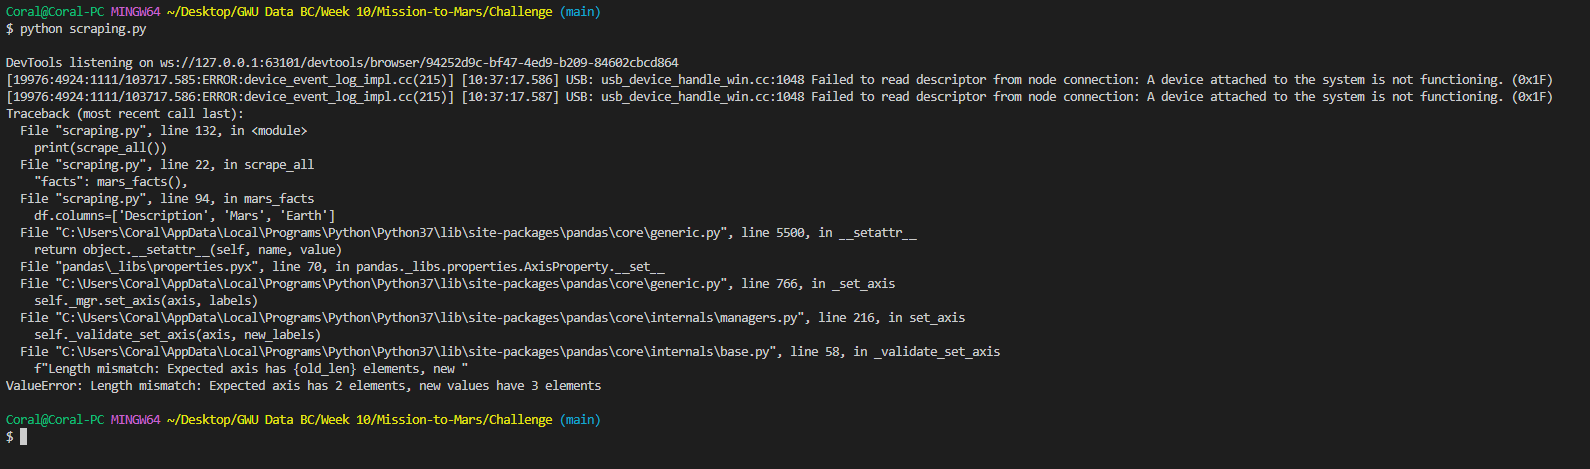 Coral@Coral-PC MINGW64 ~/Desktop/GWU Data BC/Week 10/Mission-to-Mars/Challenge (main)
$ python scraping.py
DevTools listening on ws://127.0.0.1:63101/devtools/browser/94252d9c-bf47-4ed9-b209-84602cbcd864
[19976:4924:1111/103717.585:ERROR:device_event_log_impl.cc(215)] [10:37:17.586] USB: usb_device_handle_win.cc:1048 Failed to read descriptor from node connection: A device attached to the system is not functioning. (0x1F)
[19976:4924:1111/103717.586:ERROR:device_event_log_impl.cc(215)] [10:37:17.587] USB: usb_device_handle_win.cc:1048 Failed to read descriptor from node connection: A device attached to the system is not functioning. (0x1F)
Traceback (most recent call last):
  File "scraping.py", line 132, in <module>
    print(scrape_all())
  File "scraping.py", line 22, in scrape_all
    "facts": mars_facts(),
  File "scraping.py", line 94, in mars_facts
    df.columns=['Description', 'Mars', 'Earth']
  File "C:\Users\Coral\AppData\Local\Programs\Python\Python37\lib\site-packages\pandas\core\generic.py", line 5500, in __setattr__
    return object.__setattr__(self, name, value)
  File "pandas\_libs\properties.pyx", line 70, in pandas._libs.properties.AxisProperty.__set__
  File "C:\Users\Coral\AppData\Local\Programs\Python\Python37\lib\site-packages\pandas\core\generic.py", line 766, in _set_axis
    self._mgr.set_axis(axis, labels)
  File "C:\Users\Coral\AppData\Local\Programs\Python\Python37\lib\site-packages\pandas\core\internals\managers.py", line 216, in set_axis
    self._validate_set_axis(axis, new_labels)
  File "C:\Users\Coral\AppData\Local\Programs\Python\Python37\lib\site-packages\pandas\core\internals\base.py", line 58, in _validate_set_axis
    f"Length mismatch: Expected axis has {old_len} elements, new "
ValueError: Length mismatch: Expected axis has 2 elements, new values have 3 elements
Coral@Coral-PC MINGW64 ~/Desktop/GWU Data BC/Week 10/Mission-to-Mars/Challenge (main)
$